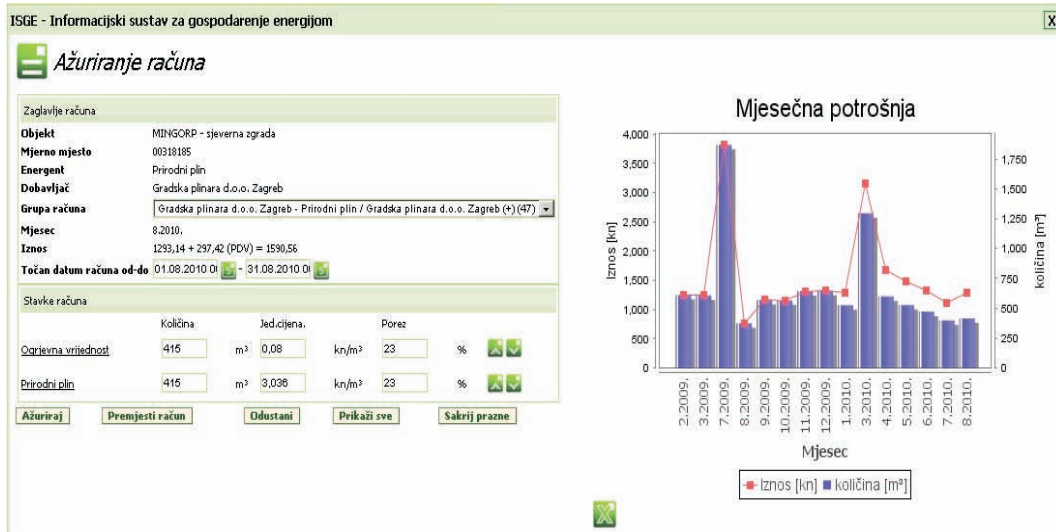 ISGE - Informacijski sustav za gospodarenje energijom
X
Ažuriranje računa
Zaglavlje računa
Objekt MINGORP - sjeverna zgrada
Mjerno mjesto 00318185
Energent Prirodni plin
Dobavljač Gradska plinara d.o.o. Zagreb
Grupa računa Gradska plinara d.o.o. Zagreb - Prirodni plin / Gradska plinara d.o.o. Zagreb (+) (47)
Mjesec 8.2010.
Iznos 1293,14 + 297,42 (PDV) = 1590,56
Točan datum računa od-do 01.08.2010 - 31.08.2010
Stavke računa
Količina Jed.cijena. Porez
Ogrjevna vrijednost 415 m³ 0,08 kn/m³ 23 %
Prirodni plin 415 m³ 3,036 kn/m³ 23 %
Ažuriraj Premjesti račun Odustani Prikaži sve Sakrij prazne
Mjesečna potrošnja
Iznos [kn]
4,000
3,500
3,000
2,500
2,000
1,500
1,000
500
0
količina [m³]
1,750
1,500
1,250
1,000
750
500
250
0
2.2009. 3.2009. 7.2009. 8.2009. 9.2009. 10.2009. 11.2009. 12.2009. 1.2010. 3.2010. 4.2010. 5.2010. 6.2010. 7.2010. 8.2010.
Mjesec
Iznos [kn] količina [m³]